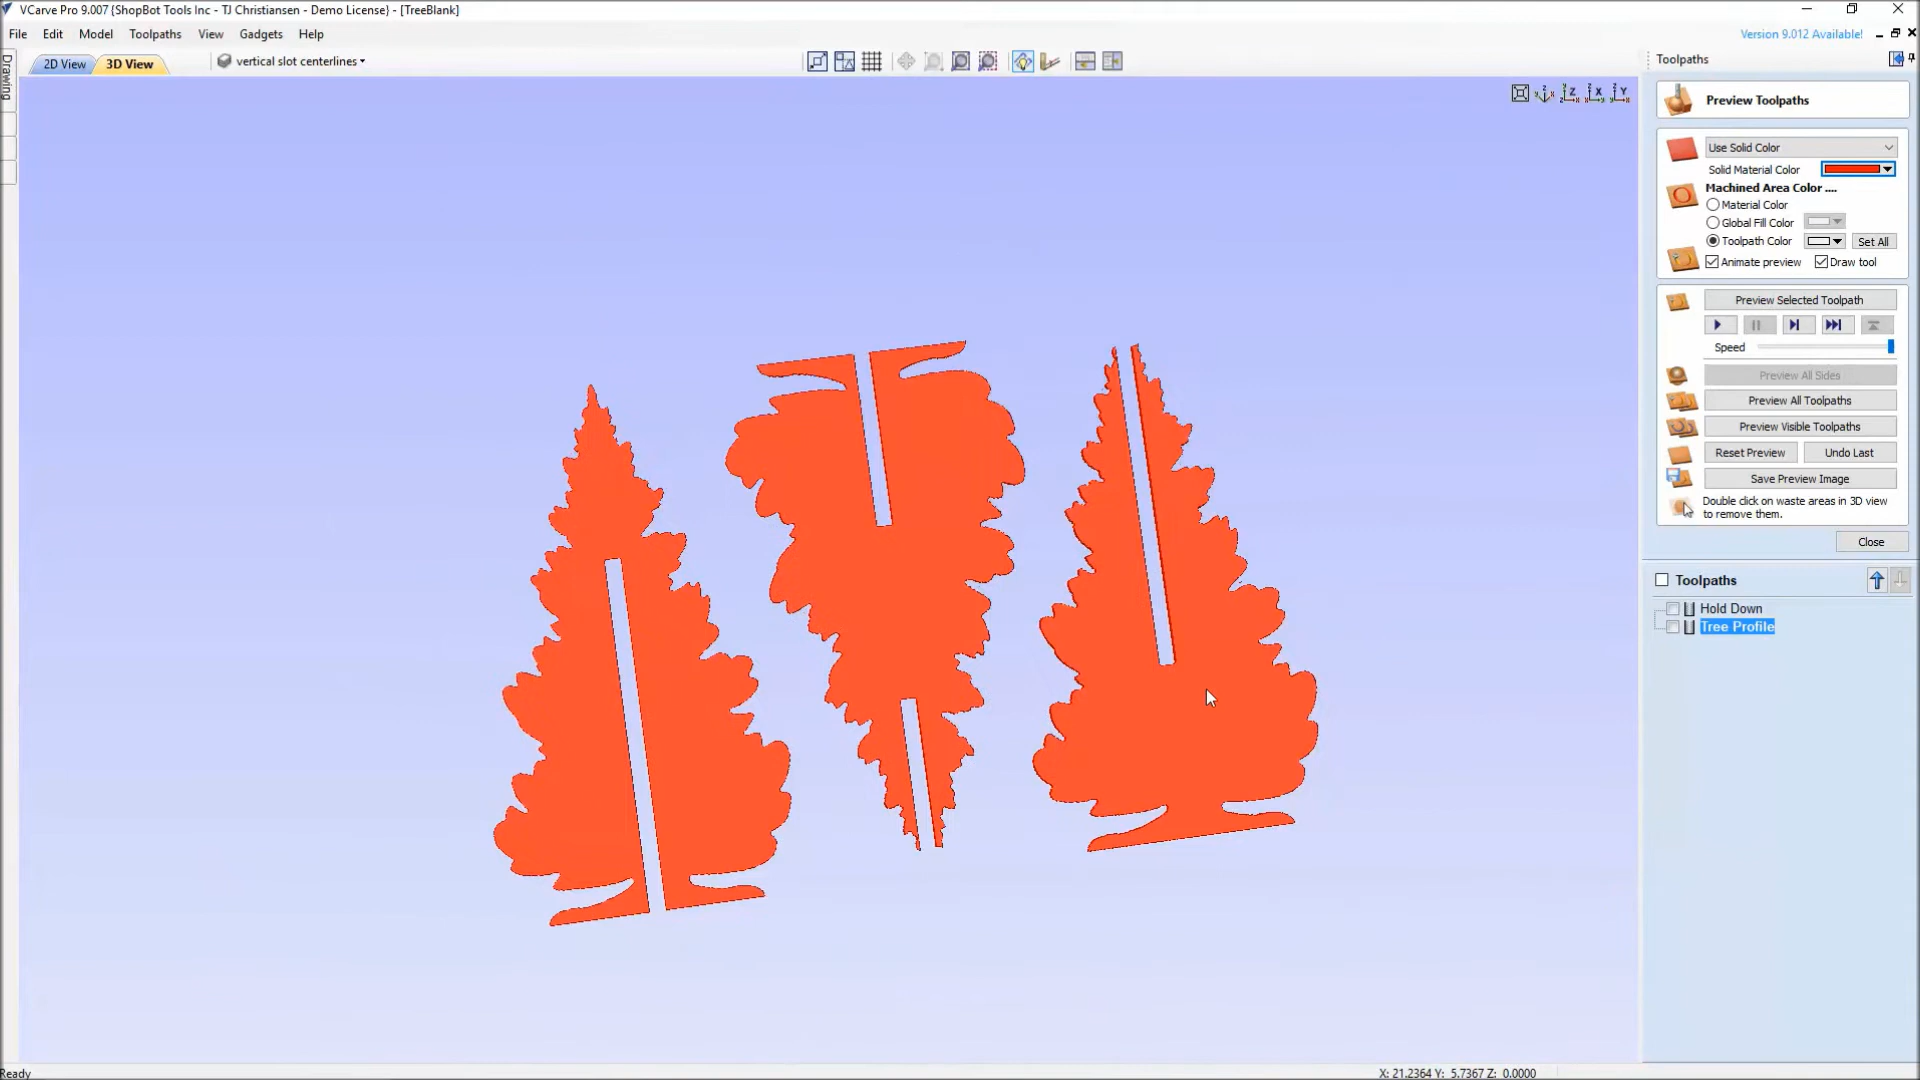 VCarve Pro 9.007 {ShopBot Tools Inc - TJ Christiansen - Demo License} - [TreeBlank]
File Edit Model Toolpaths View Gadgets Help
Version 9.012 Available!
Drawing
2D View 3D View vertical slot centerlines
Toolpaths
Z X Y
Preview Toolpaths
Use Solid Color
Solid Material Color
Machined Area Color ....
Material Color
Global Fill Color
Toolpath Color Set All
Animate preview Draw tool
Preview Selected Toolpath
Speed
Preview All Sides
Preview All Toolpaths
Preview Visible Toolpaths
Reset Preview Undo Last
Save Preview Image
Double click on waste areas in 3D view
to remove them.
Close
Toolpaths
Hold Down
Tree Profile
Ready X: 21.2364 Y: 5.7367 Z: 0.0000